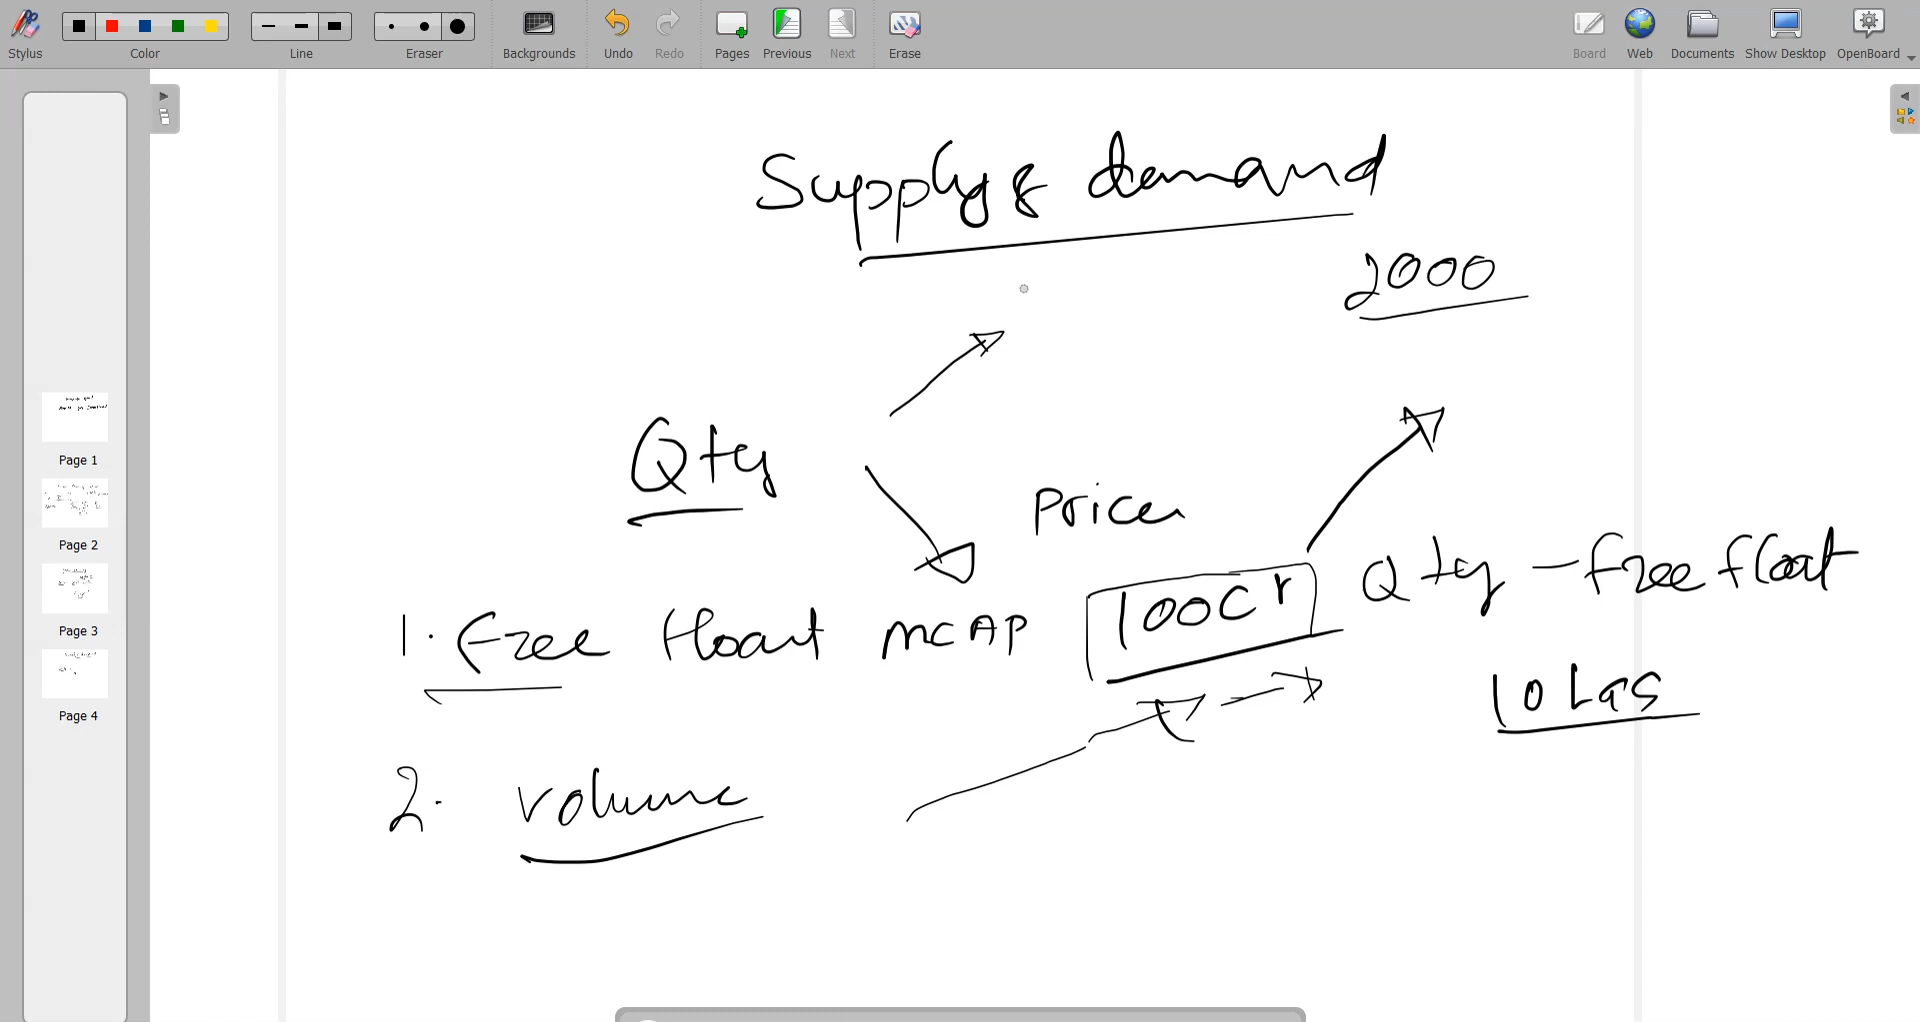 Stylus Color Line Eraser Backgrounds Undo Redo Pages Previous Next Erase Board Web Documents Show Desktop OpenBoard
Supply & demand
2000
Qty
Price
1. Free float MCAP 100Cr Qty - free float
10 Las
2. volume
Page 1
Page 2
Page 3
Page 4